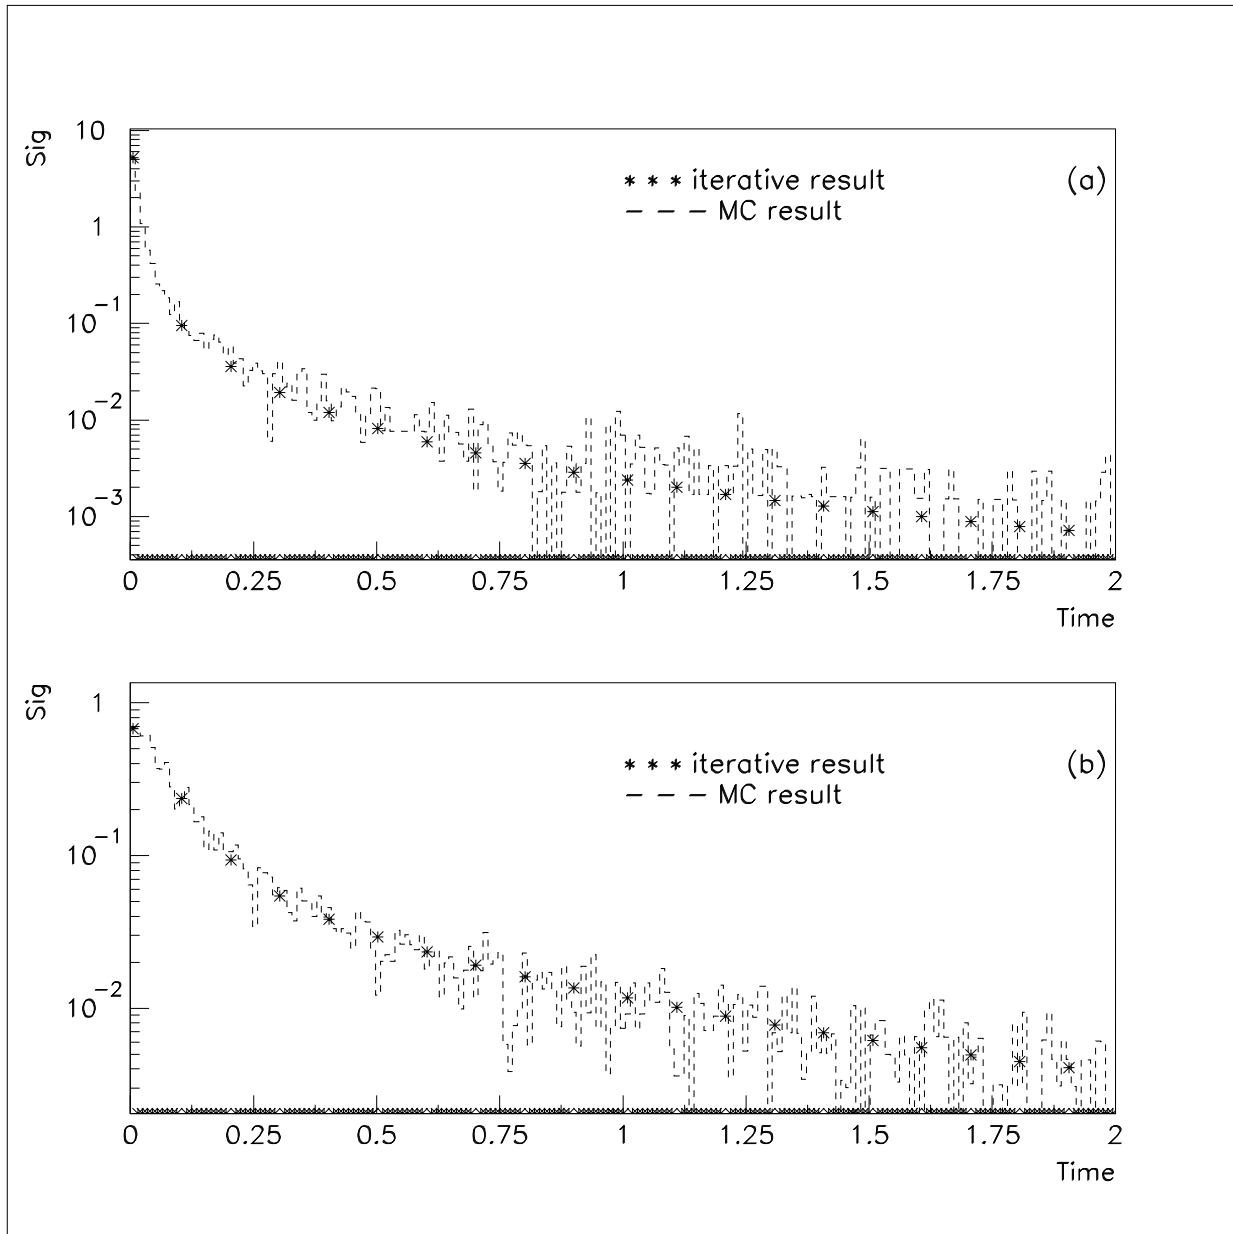 Sig
10
1
10⁻¹
10⁻²
10⁻³
* * * iterative result
— — — MC result
(a)
0 0.25 0.5 0.75 1 1.25 1.5 1.75 2
Time
Sig
1
10⁻¹
10⁻²
* * * iterative result
— — — MC result
(b)
0 0.25 0.5 0.75 1 1.25 1.5 1.75 2
Time